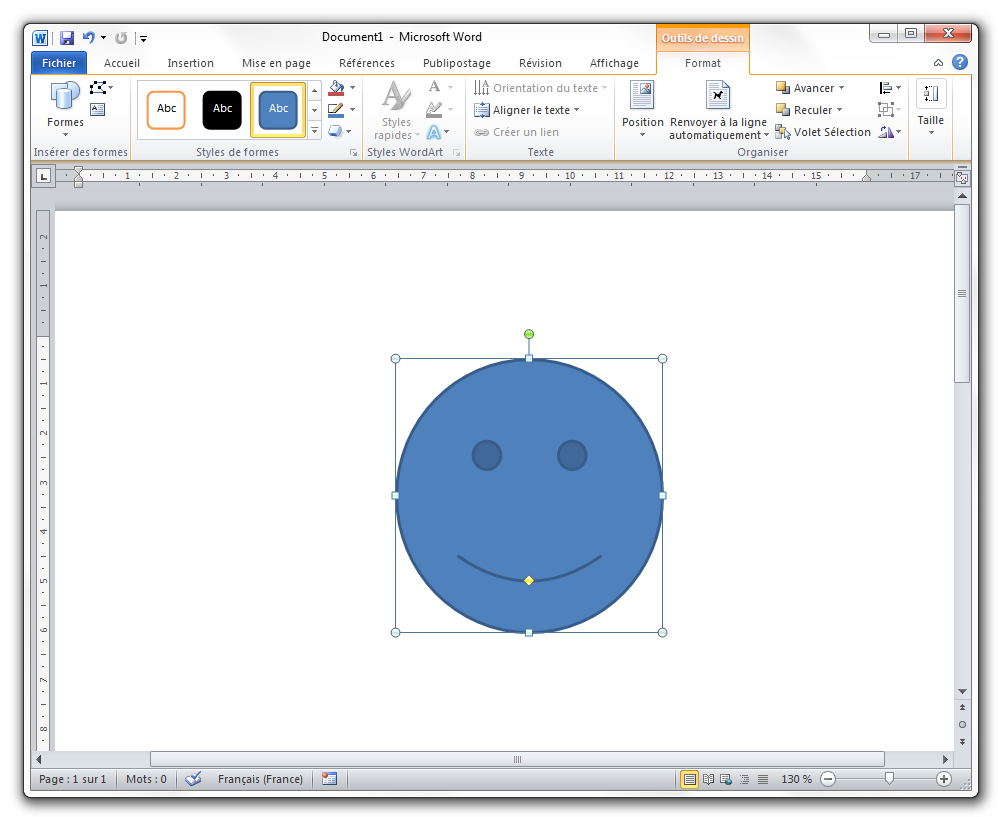 Document1 - Microsoft Word
Outils de dessin
Fichier Accueil Insertion Mise en page Références Publipostage Révision Affichage Format
Abc Abc Abc
Formes
Styles rapides
Orientation du texte
Aligner le texte
Créer un lien
Position
Renvoyer à la ligne automatiquement
Avancer
Reculer
Volet Sélection
Taille
Insérer des formes Styles de formes Styles WordArt Texte Organiser
1 2 3 4 5 6 7 8 9 10 11 12 13 14 15 17
2
1
1
2
3
4
5
6
7
8
Page : 1 sur 1 Mots : 0 Français (France) 130 %